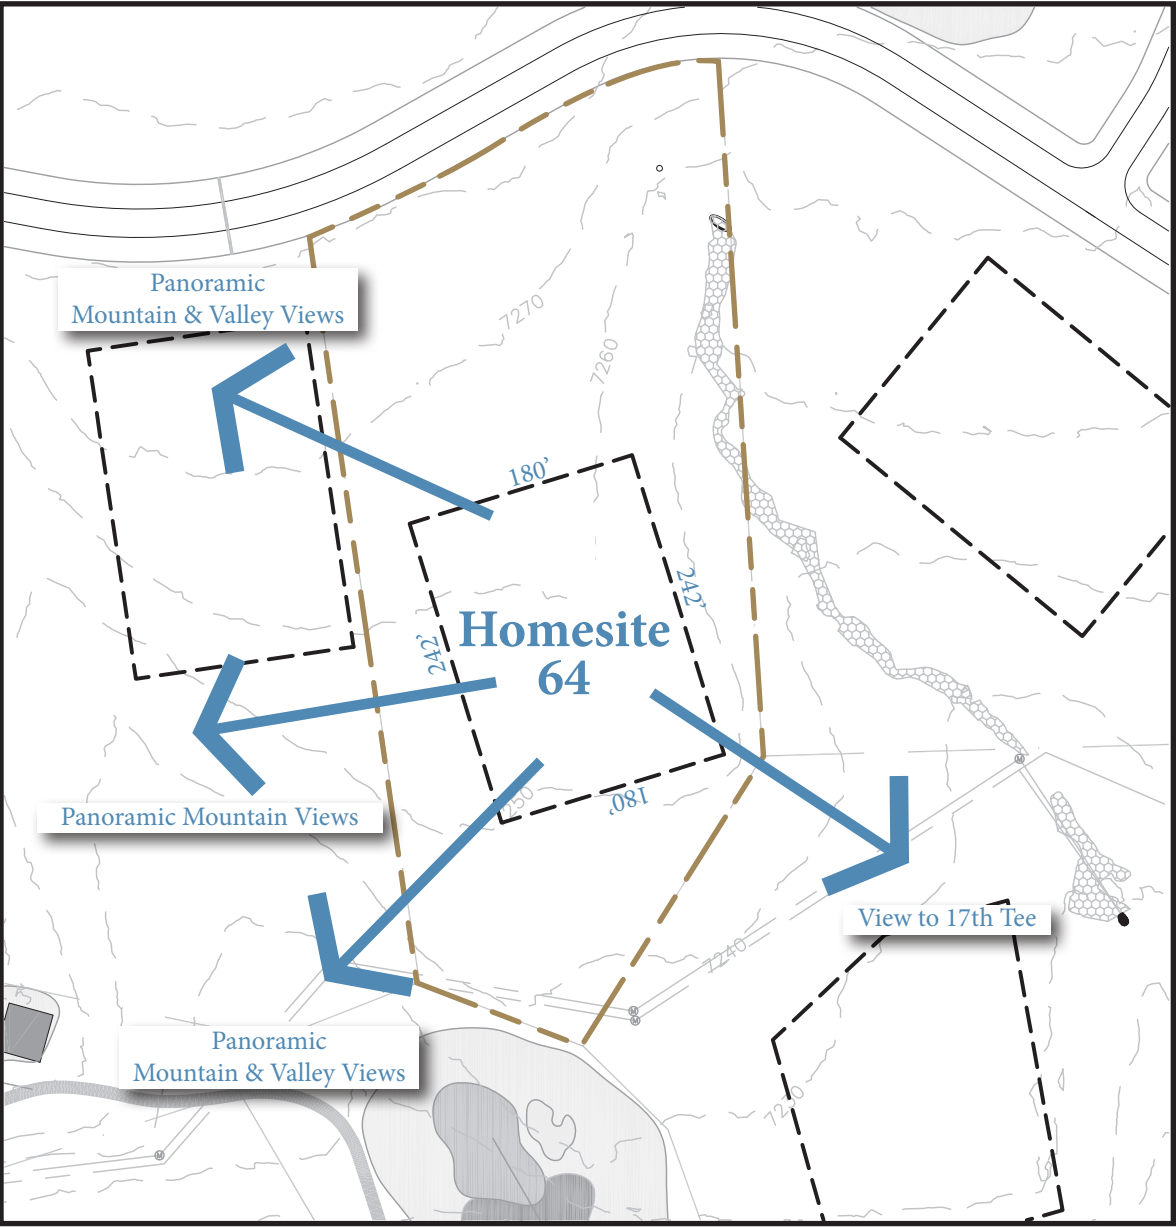 Panoramic
Mountain & Valley Views
7270
7260
180’
242’
Homesite
64
242’
180’
Panoramic Mountain Views
View to 17th Tee
7240
Panoramic
Mountain & Valley Views
M
M
M
M